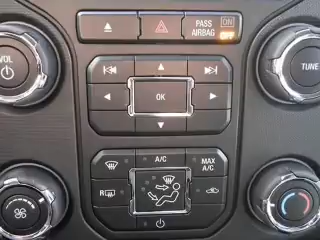 PASS
AIRBAG
ON
OFF
VOL
TUNE
OK
A/C
MAX
A/C
R